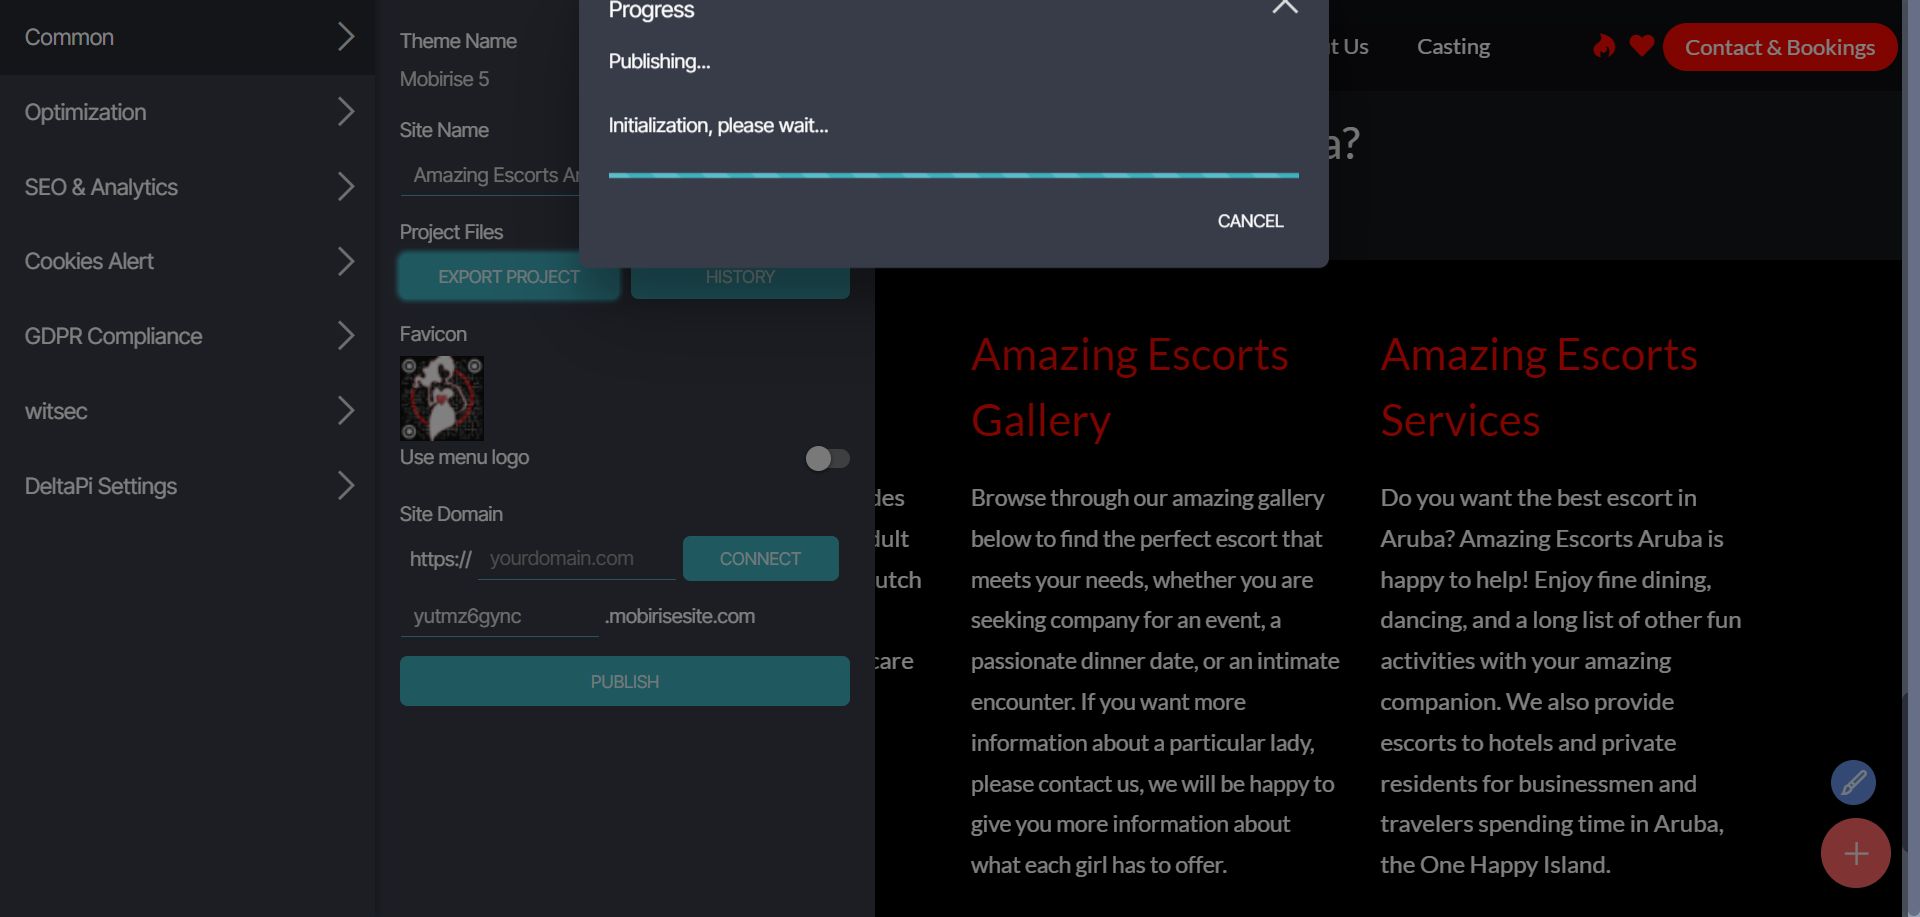 Common
Optimization
SEO & Analytics
Cookies Alert
GDPR Compliance
witsec
DeltaPi Settings
Theme Name
Mobirise 5
Site Name
Amazing Escorts Ar
Project Files
EXPORT PROJECT
HISTORY
Favicon
Use menu logo
Site Domain
https:// yourdomain.com
CONNECT
yutmz6gync .mobirisesite.com
PUBLISH
Progress
Publishing...
Initialization, please wait...
CANCEL
t Us
Casting
Contact & Bookings
a?
des
dult
utch
care
Amazing Escorts
Gallery
Browse through our amazing gallery
below to find the perfect escort that
meets your needs, whether you are
seeking company for an event, a
passionate dinner date, or an intimate
encounter. If you want more
information about a particular lady,
please contact us, we will be happy to
give you more information about
what each girl has to offer.
Amazing Escorts
Services
Do you want the best escort in
Aruba? Amazing Escorts Aruba is
happy to help! Enjoy fine dining,
dancing, and a long list of other fun
activities with your amazing
companion. We also provide
escorts to hotels and private
residents for businessmen and
travelers spending time in Aruba,
the One Happy Island.